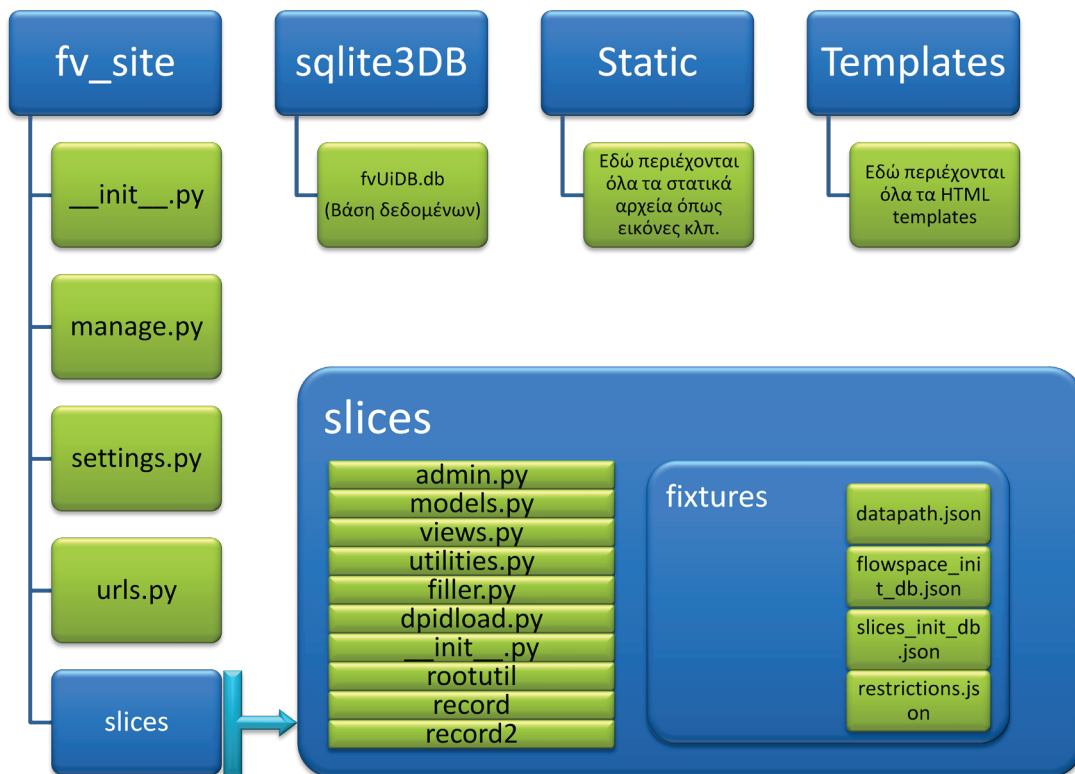 fv_site
sqlite3DB
Static
Templates
__init__.py
fvUiDB.db
(Βάση δεδομένων)
Εδώ περιέχονται
όλα τα στατικά
αρχεία όπως
εικόνες κλπ.
Εδώ περιέχονται
όλα τα HTML
templates
manage.py
settings.py
urls.py
slices
slices
admin.py
models.py
views.py
utilities.py
filler.py
dpidload.py
__init__.py
rootutil
record
record2
fixtures
datapath.json
flowspace_ini
t_db.json
slices_init_db
.json
restrictions.js
on